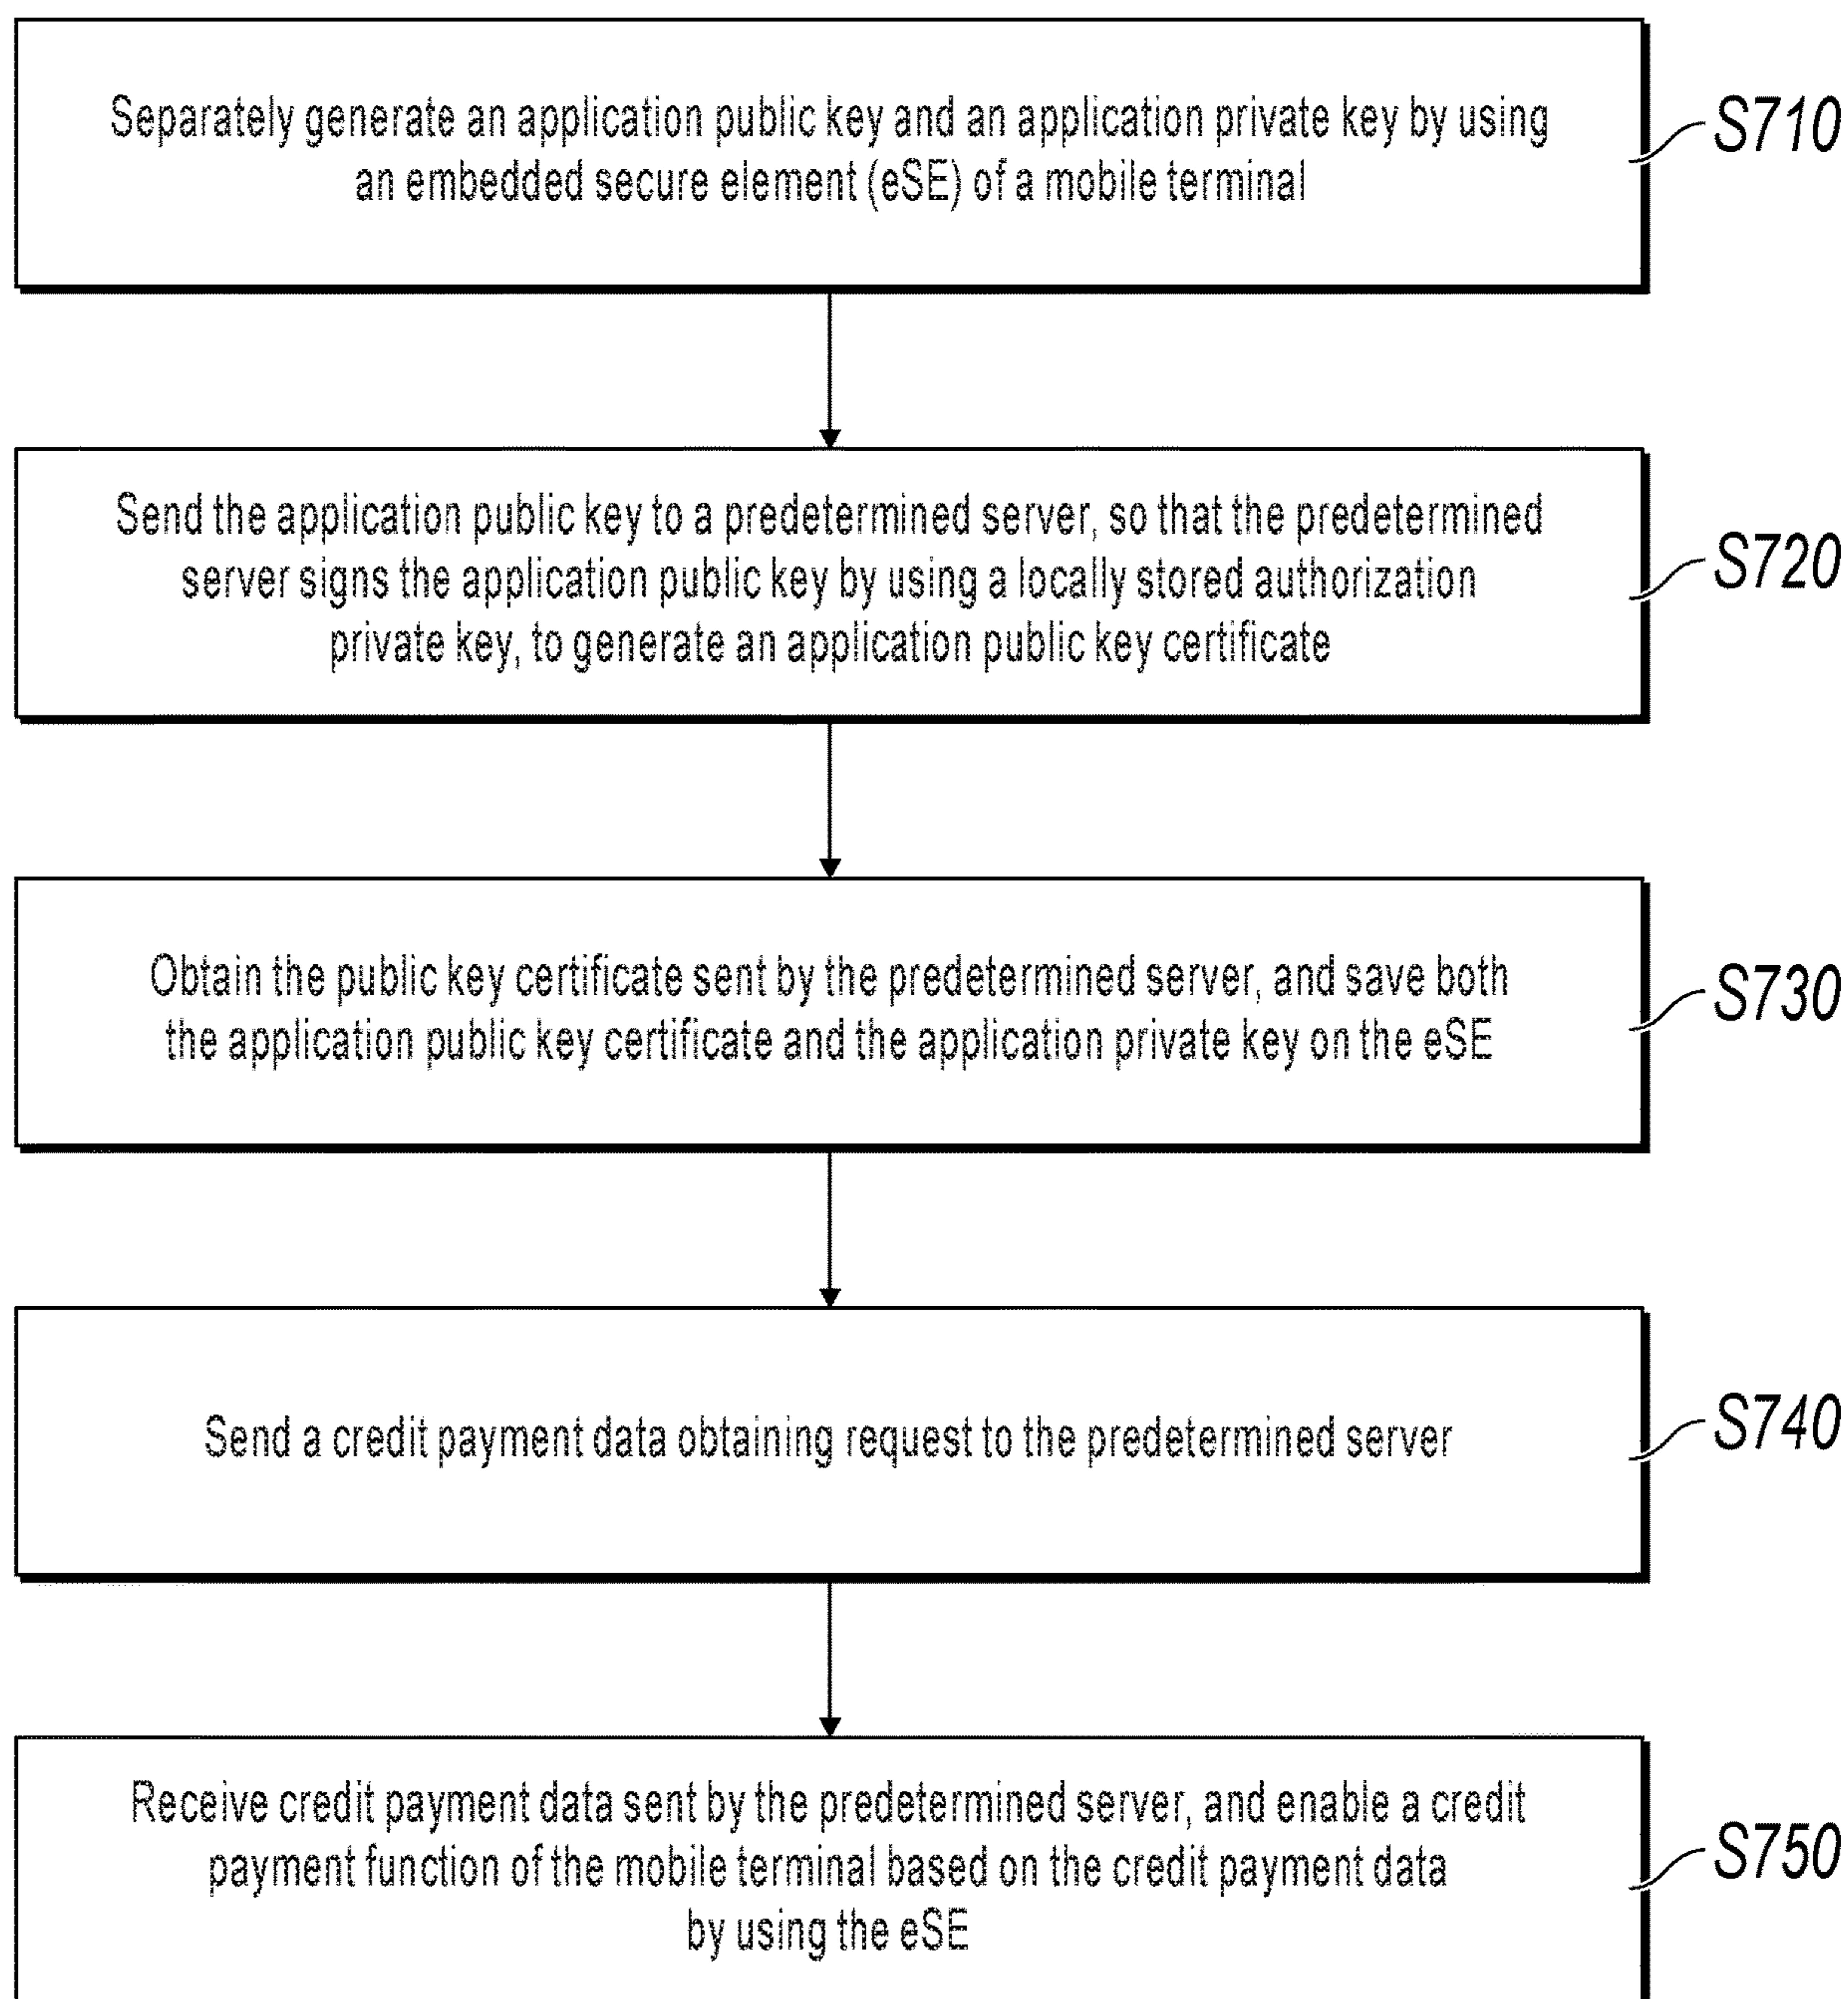 Separately generate an application public key and an application private key by using
an embedded secure element (eSE) of a mobile terminal
S710
Send the application public key to a predetermined server, so that the predetermined
server signs the application public key by using a locally stored authorization
private key, to generate an application public key certificate
S720
Obtain the public key certificate sent by the predetermined server, and save both
the application public key certificate and the application private key on the eSE
S730
Send a credit payment data obtaining request to the predetermined server
S740
Receive credit payment data sent by the predetermined server, and enable a credit
payment function of the mobile terminal based on the credit payment data
by using the eSE
S750